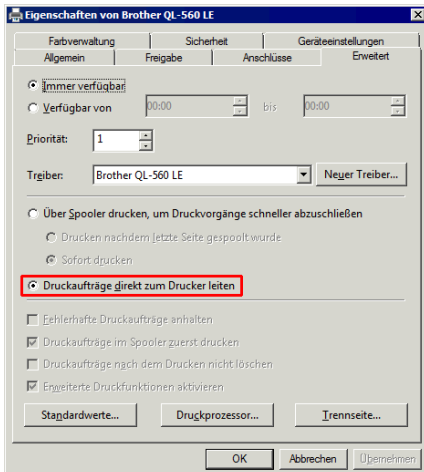 Eigenschaften von Brother QL-560 LE
Farbverwaltung Sicherheit Geräteeinstellungen
Allgemein Freigabe Anschlüsse Erweitert
Immer verfügbar
Verfügbar von 00:00 bis 00:00
Priorität: 1
Treiber: Brother QL-560 LE Neuer Treiber...
Über Spooler drucken, um Druckvorgänge schneller abzuschließen
Drucken nachdem letzte Seite gespoolt wurde
Sofort drucken
Druckaufträge direkt zum Drucker leiten
Fehlerhafte Druckaufträge anhalten
Druckaufträge im Spooler zuerst drucken
Druckaufträge nach dem Drucken nicht löschen
Erweiterte Druckfunktionen aktivieren
Standardwerte... Druckprozessor... Trennseite...
OK Abbrechen Übernehmen